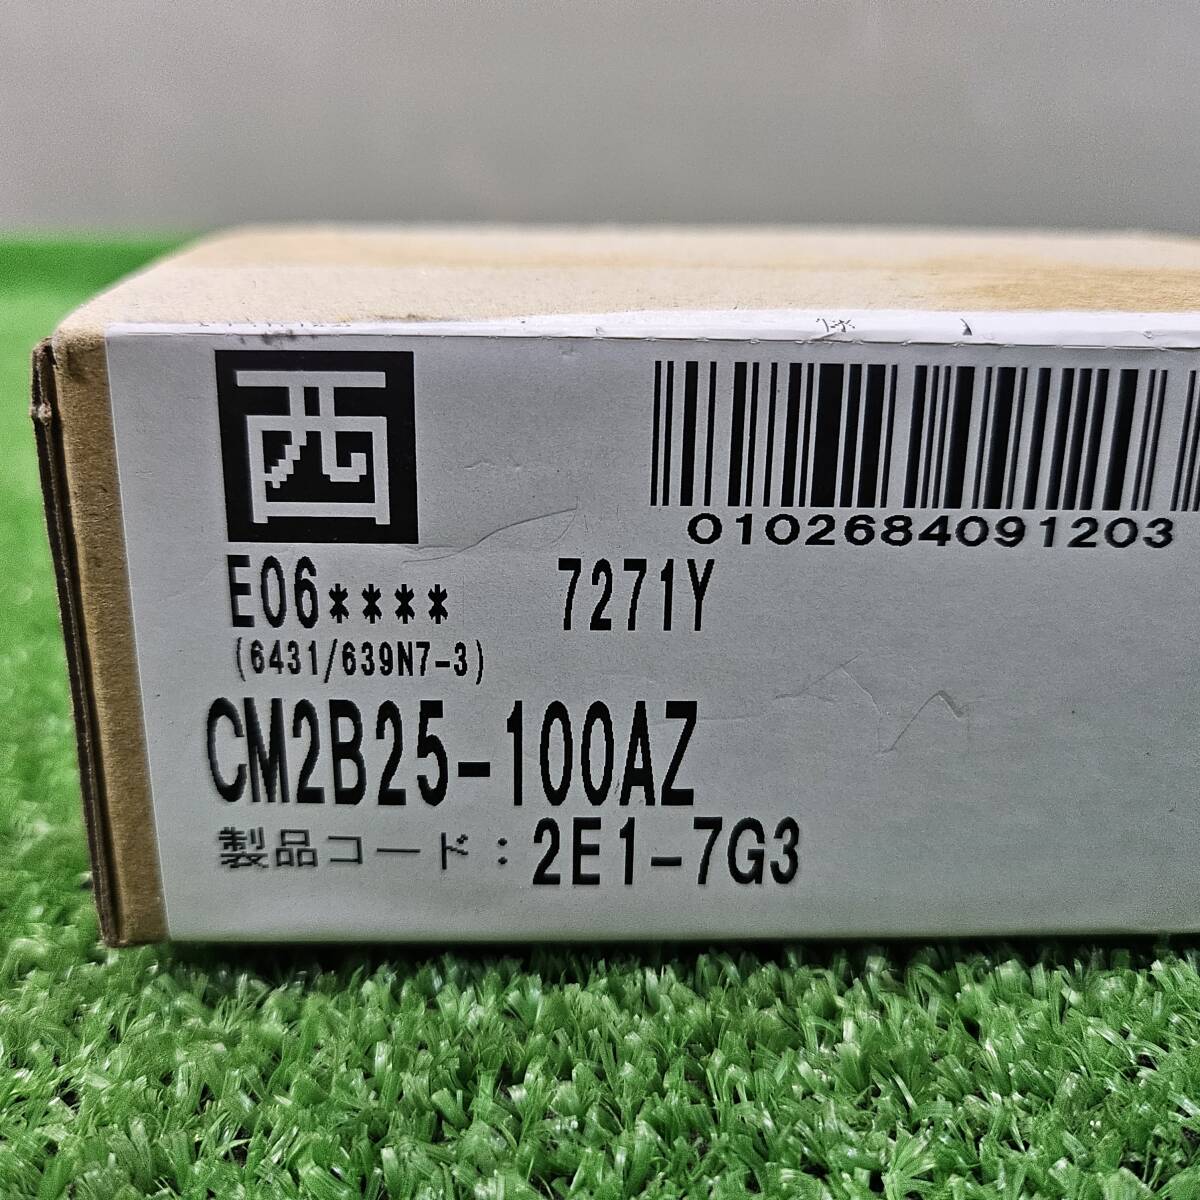 西
0102684091203
E06**** 7271Y
(6431/639N7-3)
CM2B25-100AZ
製品コード:2E1-7G3